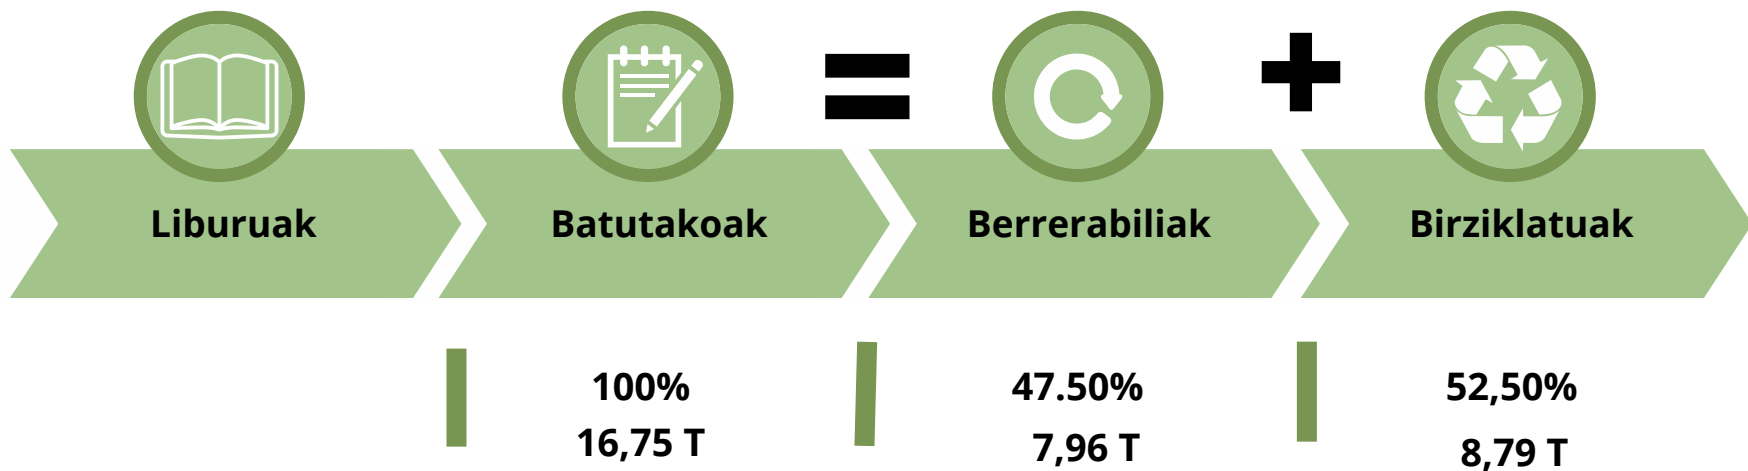 Liburuak
Batutakoak
Berrerabiliak
Birziklatuak
100%
47.50%
52,50%
16,75 T
7,96 T
8,79 T